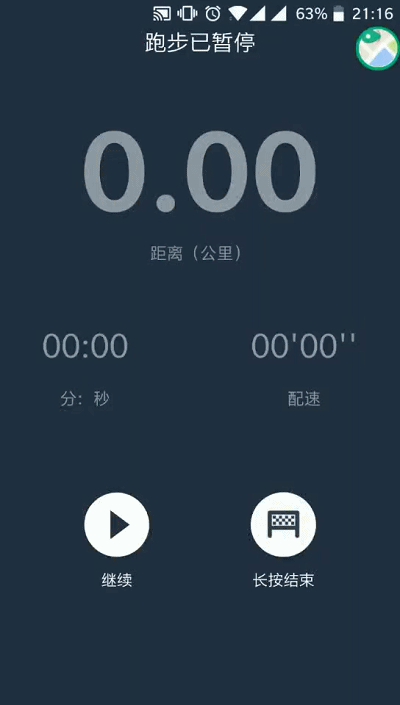 63% 21:16
跑步已暂停
0.00
距离（公里）
00:00 00'00''
分：秒 配速
继续 长按结束